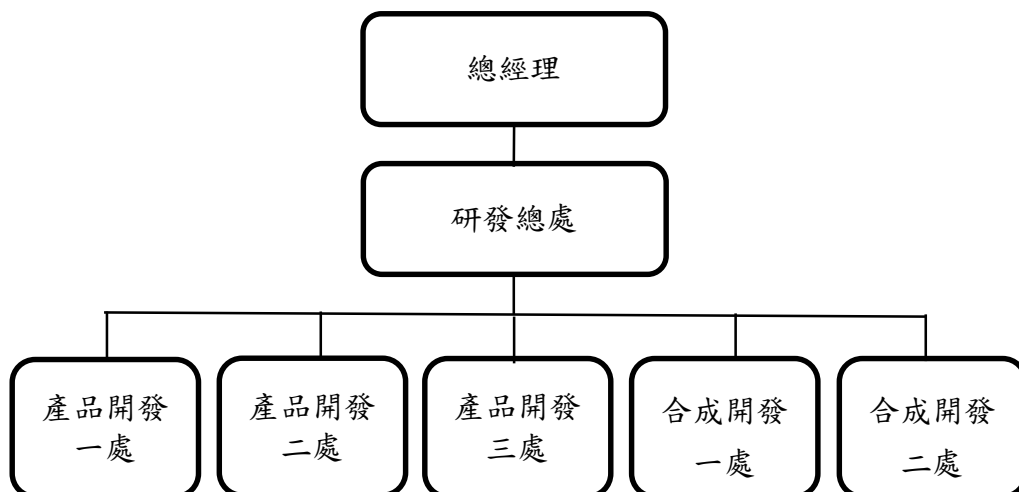 總經理
研發總處
產品開發
一處
產品開發
二處
產品開發
三處
合成開發
一處
合成開發
二處